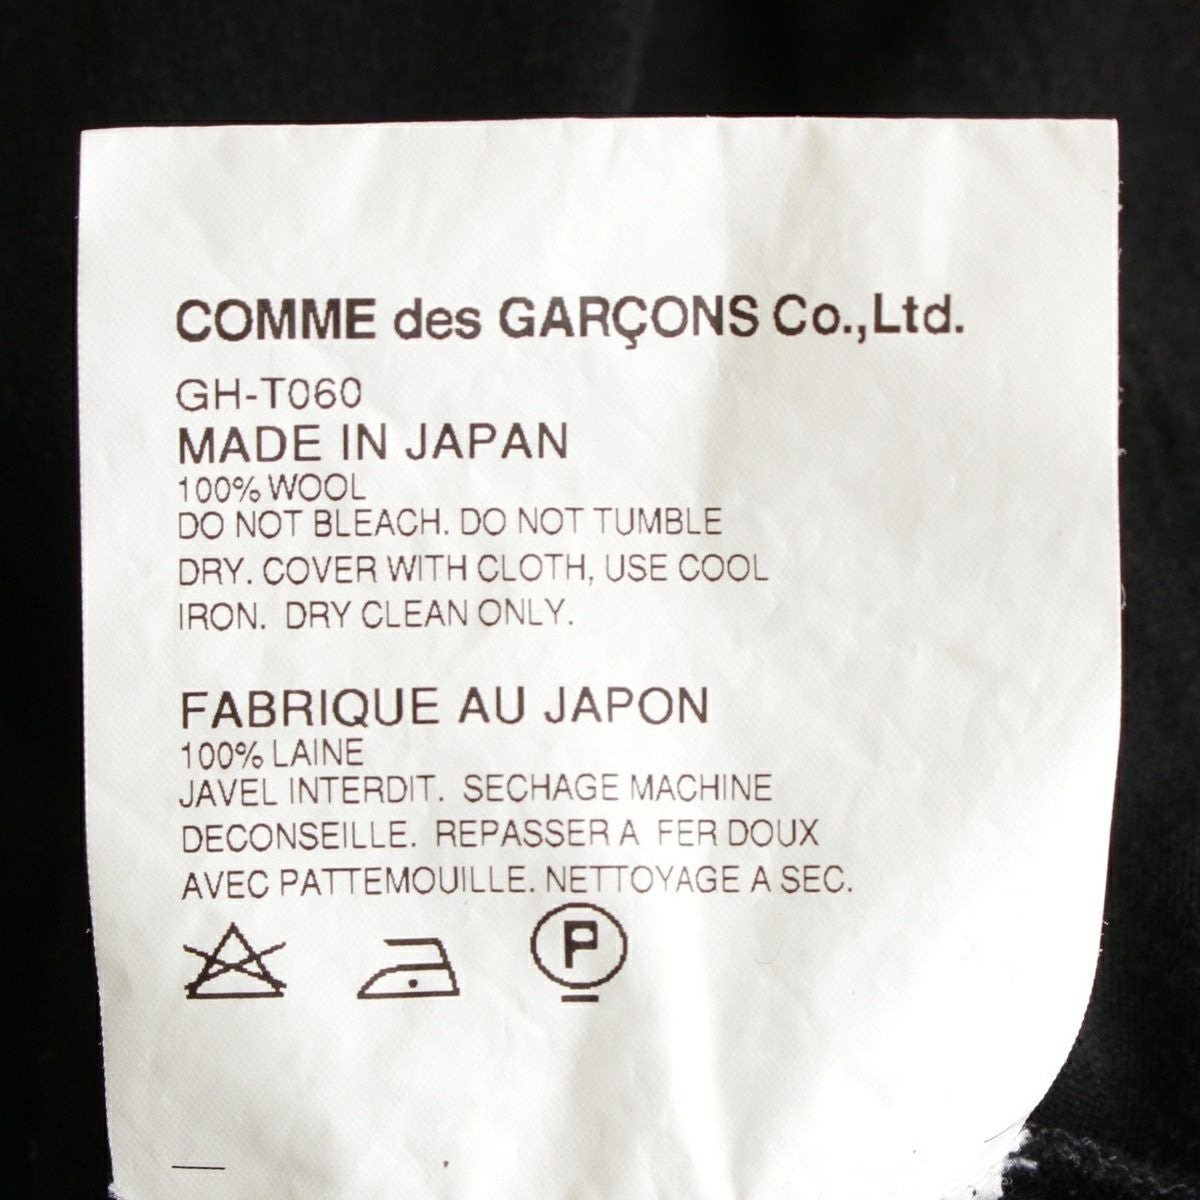 COMME des GARÇONS Co.,Ltd.
GH-T060
MADE IN JAPAN
100% WOOL
DO NOT BLEACH. DO NOT TUMBLE
DRY. COVER WITH CLOTH, USE COOL
IRON. DRY CLEAN ONLY.
FABRIQUE AU JAPON
100% LAINE
JAVEL INTERDIT. SECHAGE MACHINE
DECONSEILLE. REPASSER A FER DOUX
AVEC PATTEMOUILLE. NETTOYAGE A SEC.
P